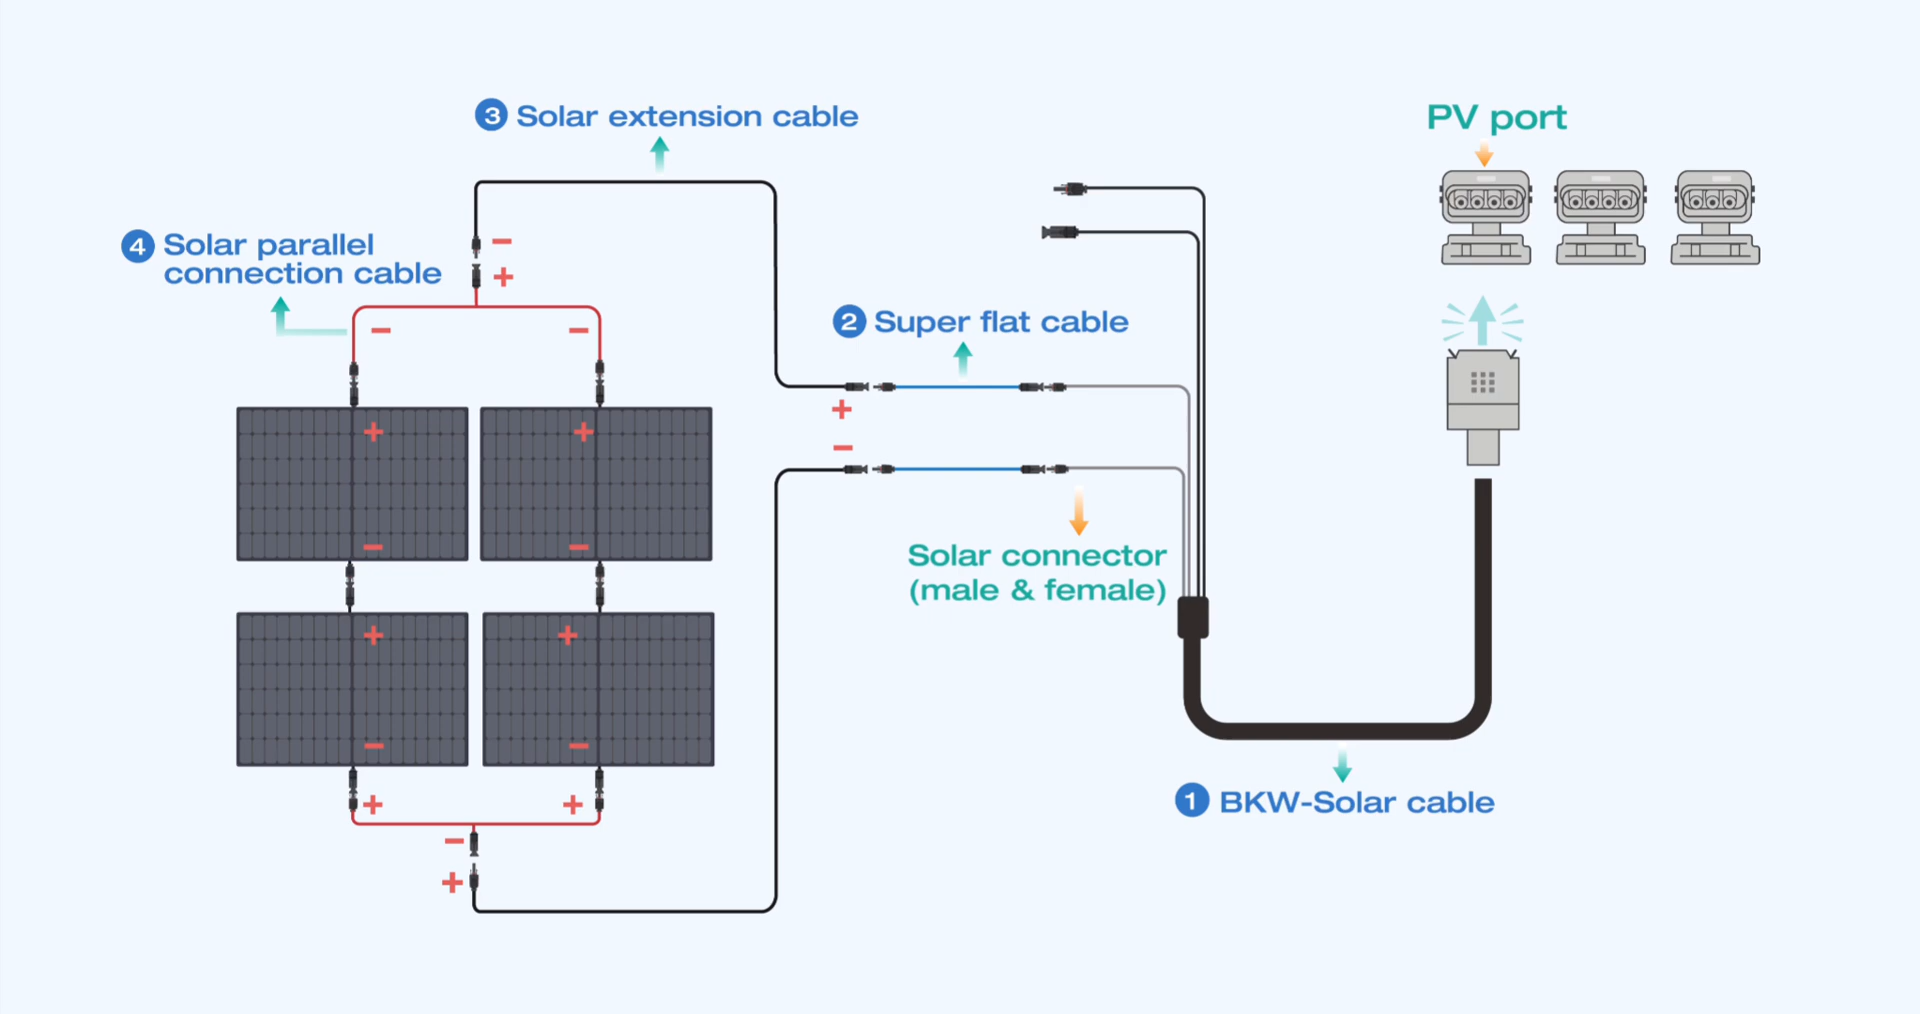 3 Solar extension cable
PV port
4 Solar parallel
connection cable
−
+
−
−
2 Super flat cable
+
+
+
−
−
−
Solar connector
(male & female)
+
+
−
−
+
+
1 BKW-Solar cable
−
+